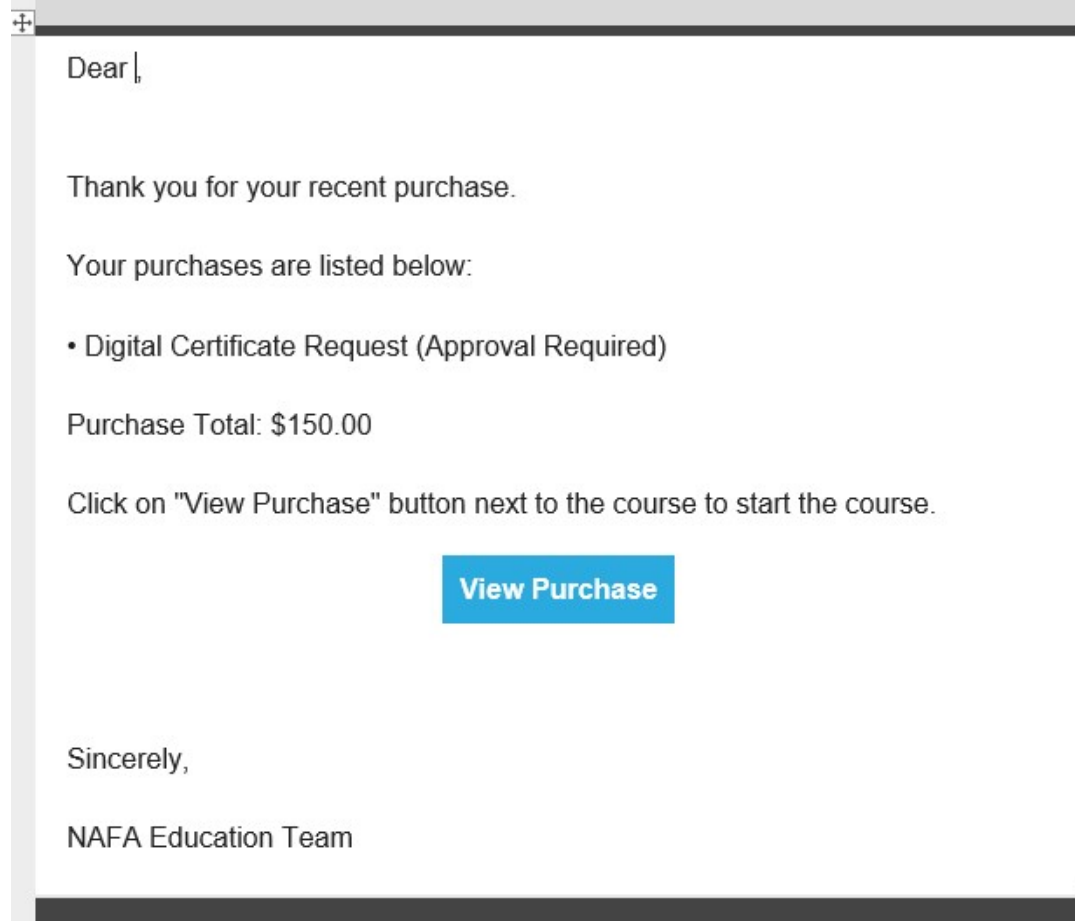 Dear ,
Thank you for your recent purchase.
Your purchases are listed below:
• Digital Certificate Request (Approval Required)
Purchase Total: $150.00
Click on "View Purchase" button next to the course to start the course.
View Purchase
Sincerely,
NAFA Education Team